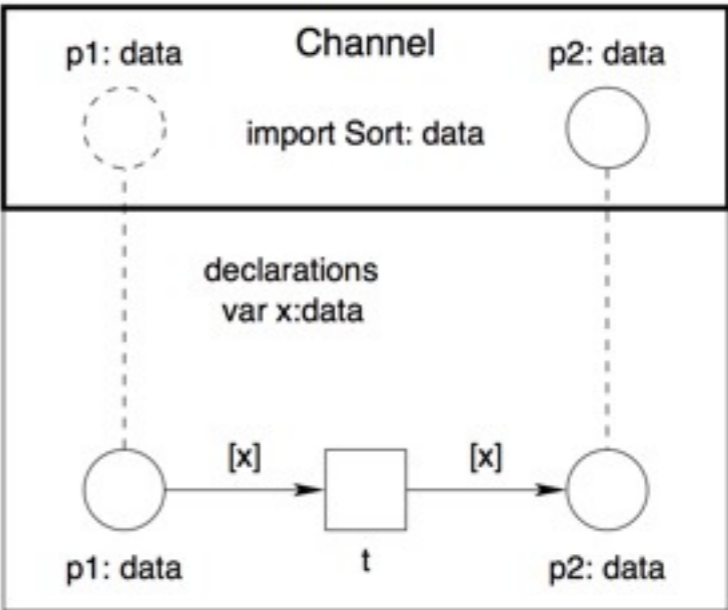 Channel
p1: data
p2: data
import Sort: data
declarations
var x:data
[x]
[x]
p1: data
t
p2: data